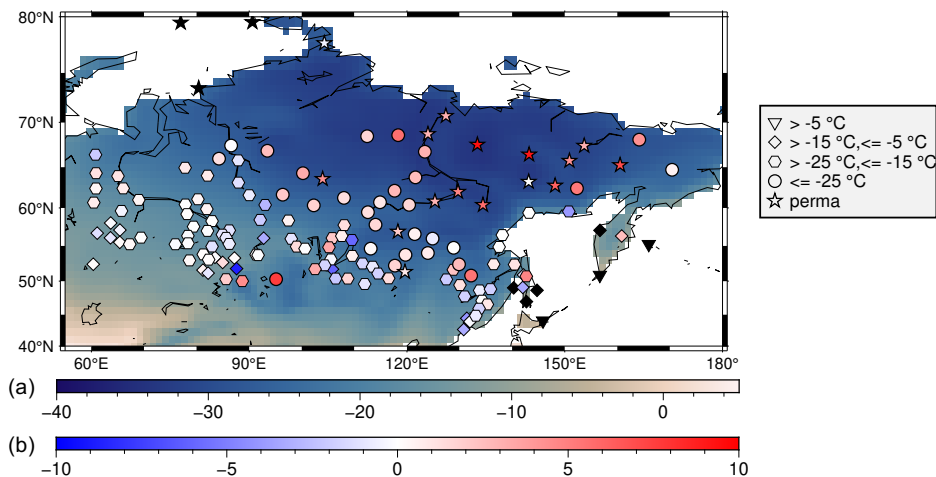 80°N
70°N
60°N
50°N
40°N
60°E
90°E
120°E
150°E
180°
> -5 °C
> -15 °C,<= -5 °C
> -25 °C,<= -15 °C
<= -25 °C
perma
(a)
−40
−30
−20
−10
0
(b)
−10
−5
0
5
10